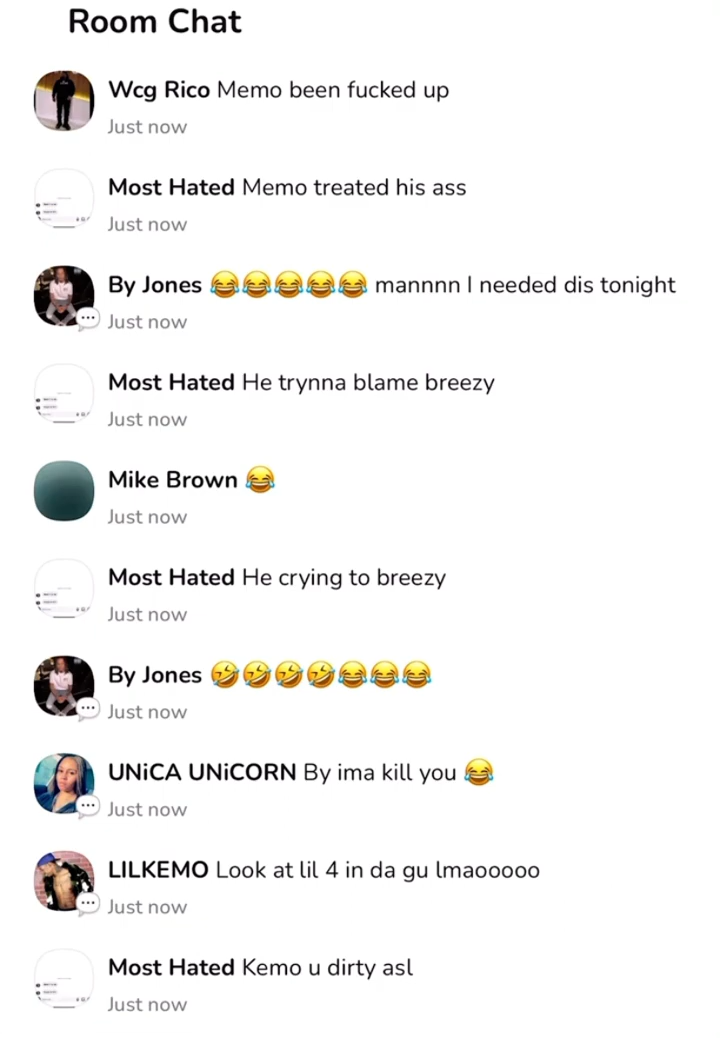 Room Chat
Wcg Rico Memo been fucked up
Just now
Most Hated Memo treated his ass
Just now
By Jones 😂😂😂😂😂 mannnn I needed dis tonight
Just now
Most Hated He trynna blame breezy
Just now
Mike Brown 😂
Just now
Most Hated He crying to breezy
Just now
By Jones 🤣🤣🤣🤣😂😂😂
Just now
UNiCA UNiCORN By ima kill you 😂
Just now
LILKEMO Look at lil 4 in da gu lmaooooo
Just now
Most Hated Kemo u dirty asl
Just now